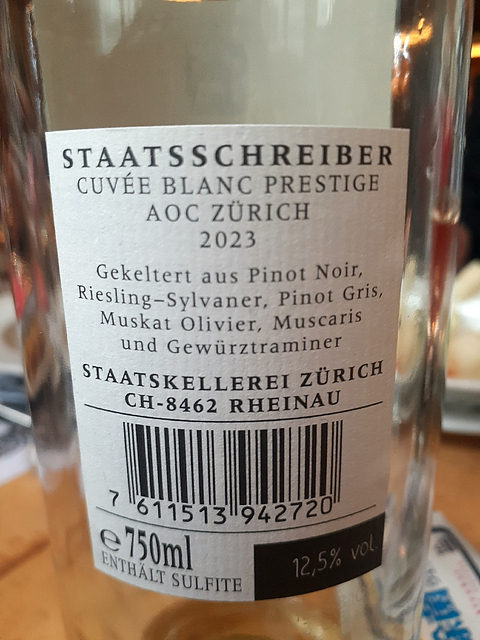 STAATSSCHREIBER
CUVÉE BLANC PRESTIGE
AOC ZÜRICH
2023
Gekeltert aus Pinot Noir,
Riesling–Sylvaner, Pinot Gris,
Muskat Olivier, Muscaris
und Gewürztraminer
STAATSKELLEREI ZÜRICH
CH-8462 RHEINAU
7 611513 942720
℮ 750ml
ENTHÄLT SULFITE
12,5% vol.